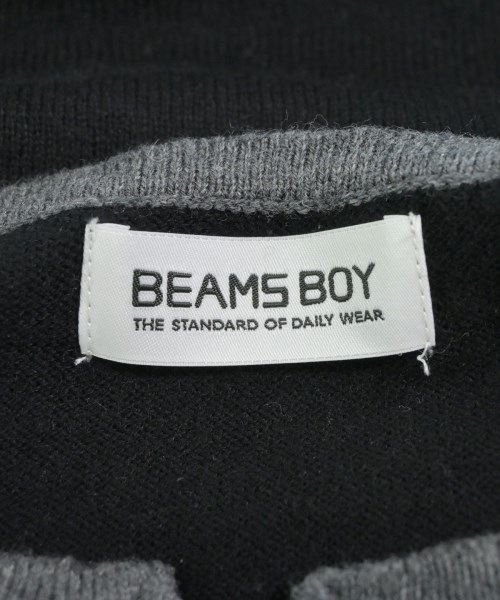 BEAMS BOY
THE STANDARD OF DAILY WEAR